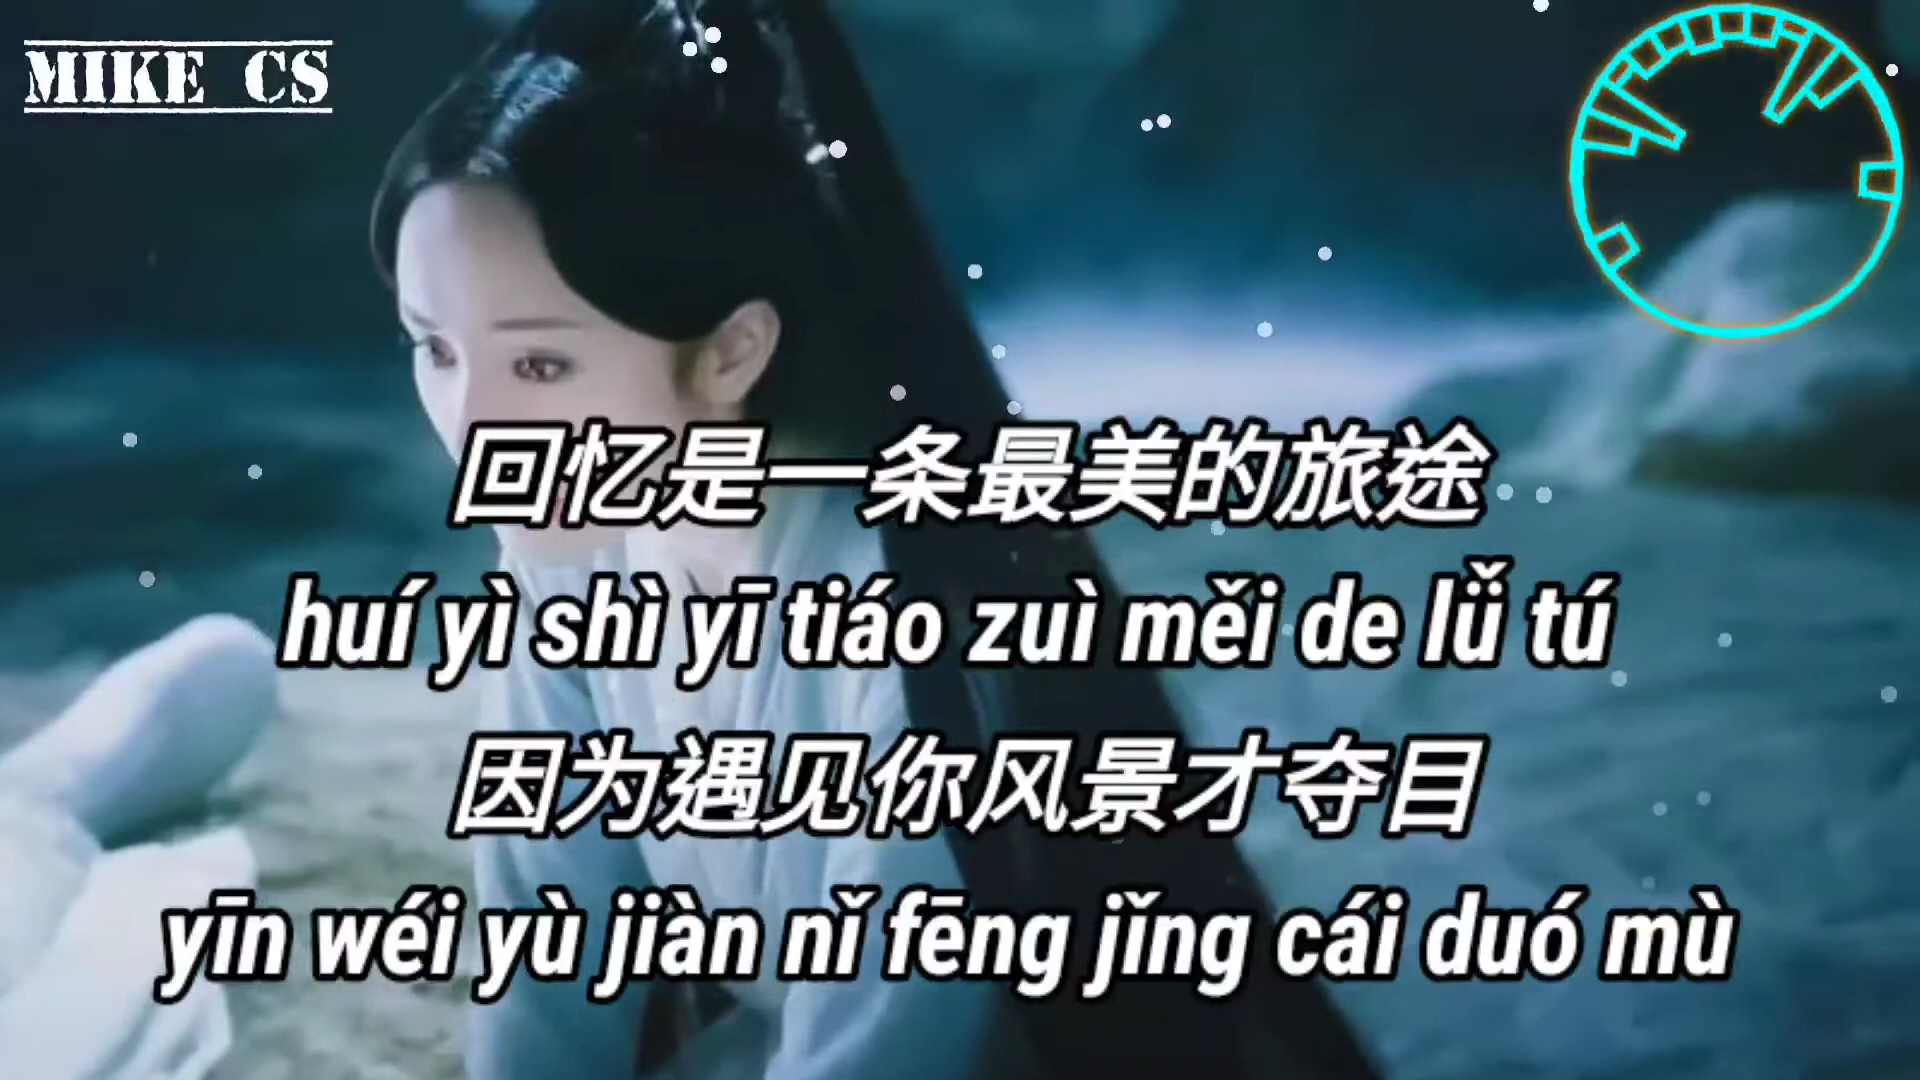 MIKE CS
回忆是一条最美的旅途
huí yì shì yī tiáo zuì měi de lǚ tú
因为遇见你风景才夺目
yīn wéi yù jiàn nǐ fēng jǐng cái duó mù